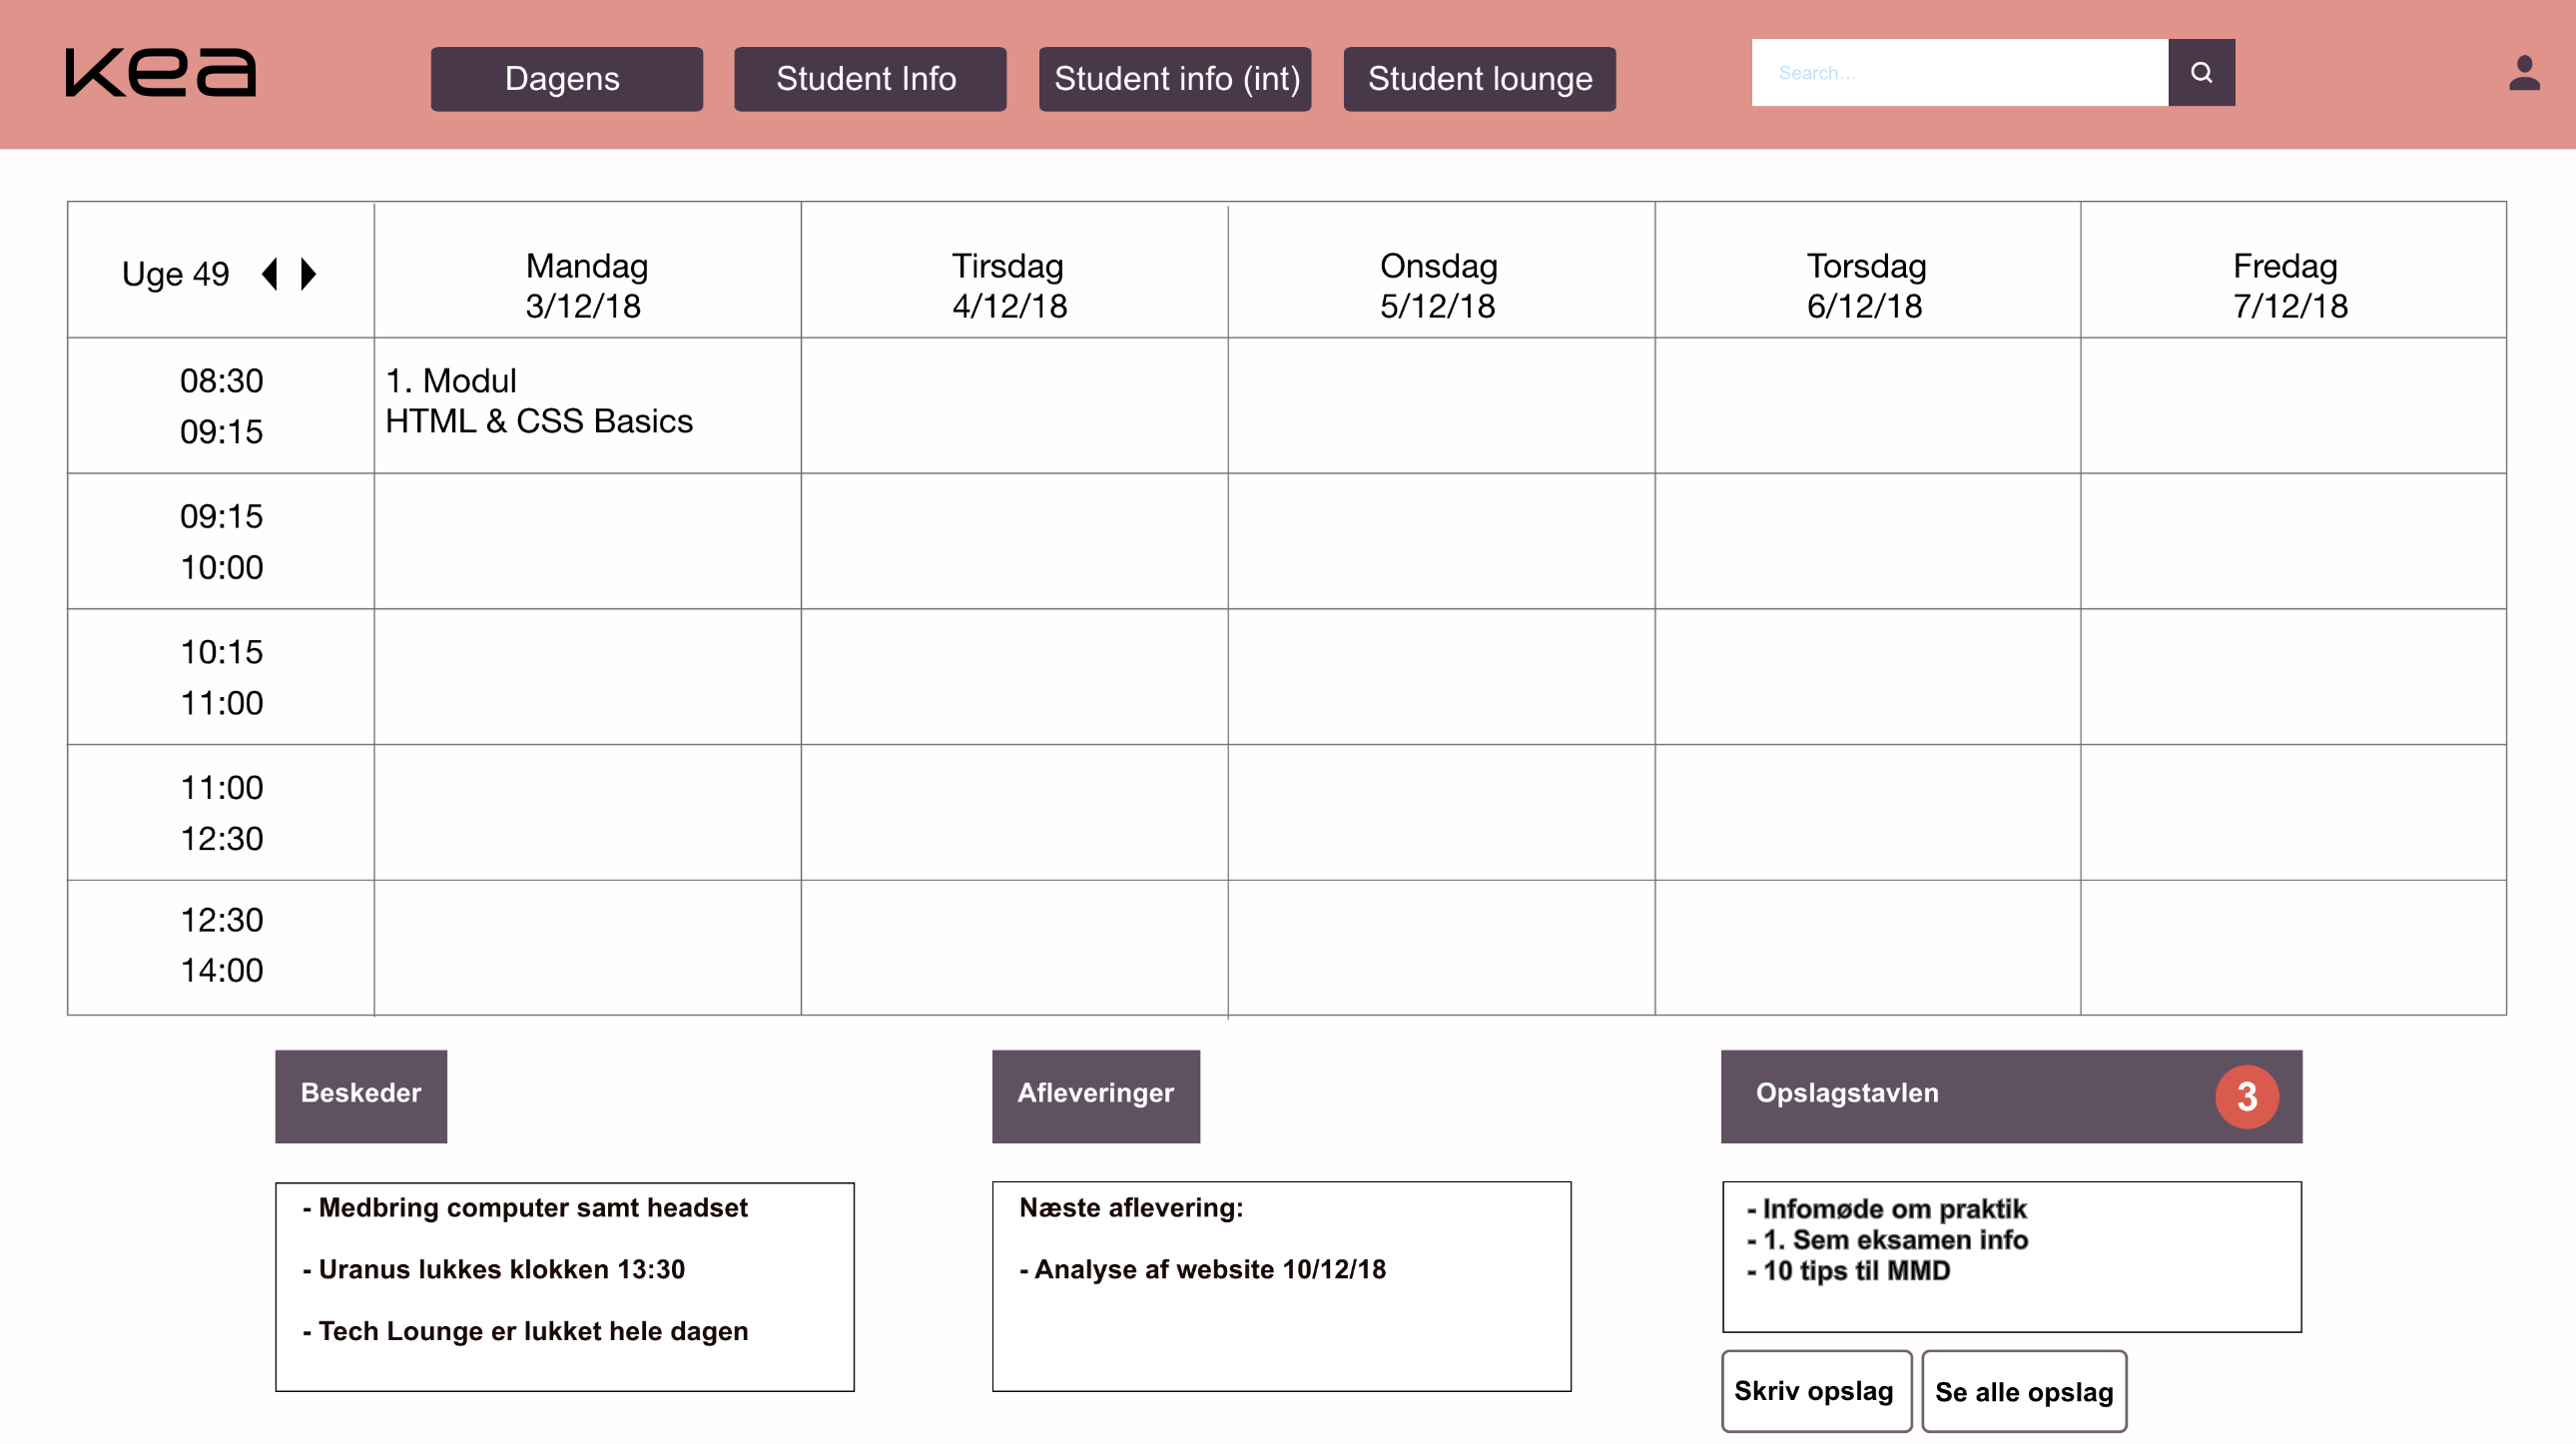 kea
Dagens
Student Info
Student info (int)
Student lounge
Search...
Uge 49
Mandag
3/12/18
Tirsdag
4/12/18
Onsdag
5/12/18
Torsdag
6/12/18
Fredag
7/12/18
08:30
09:15
1. Modul
HTML & CSS Basics
09:15
10:00
10:15
11:00
11:00
12:30
12:30
14:00
Beskeder
- Medbring computer samt headset
- Uranus lukkes klokken 13:30
- Tech Lounge er lukket hele dagen
Afleveringer
Næste aflevering:
- Analyse af website 10/12/18
Opslagstavlen
3
- Infomøde om praktik
- 1. Sem eksamen info
- 10 tips til MMD
Skriv opslag
Se alle opslag